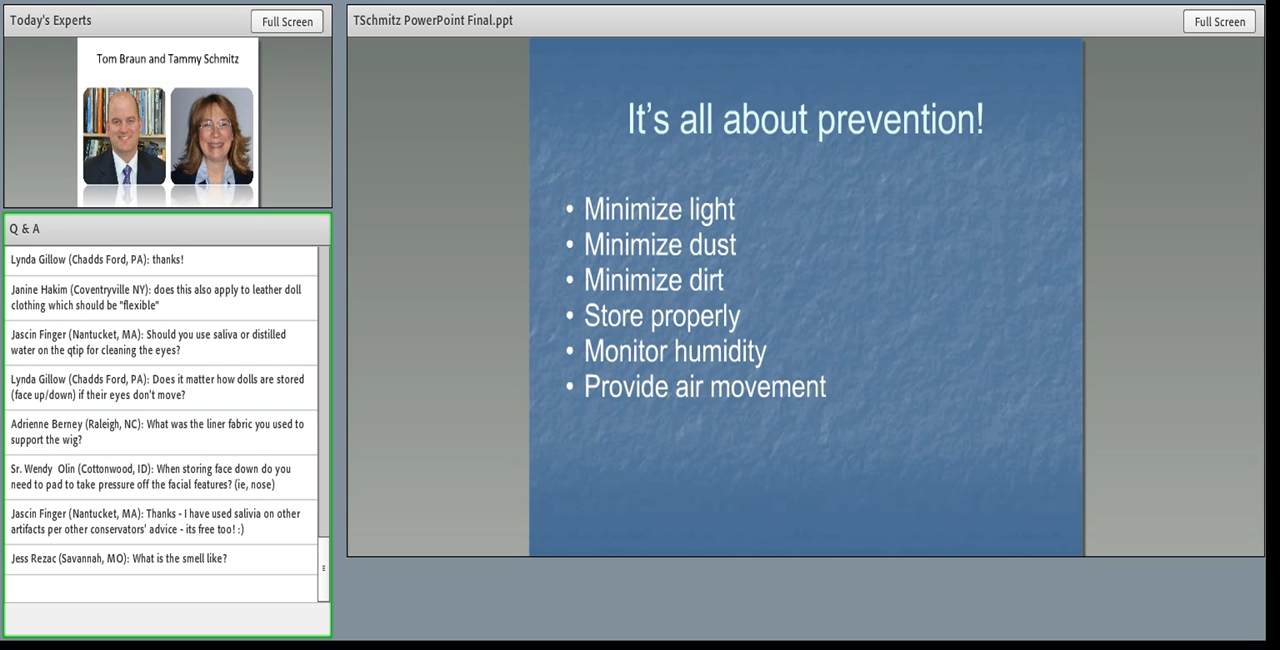 Today's Experts
Full Screen
Tom Braun and Tammy Schmitz
Q & A
Lynda Gillow (Chadds Ford, PA): thanks!
Janine Hakim (Coventryville NY): does this also apply to leather doll
clothing which should be "flexible"
Jascin Finger (Nantucket, MA): Should you use saliva or distilled
water on the qtip for cleaning the eyes?
Lynda Gillow (Chadds Ford, PA): Does it matter how dolls are stored
(face up/down) if their eyes don't move?
Adrienne Berney (Raleigh, NC): What was the liner fabric you used to
support the wig?
Sr. Wendy  Olin (Cottonwood, ID): When storing face down do you
need to pad to take pressure off the facial features? (ie, nose)
Jascin Finger (Nantucket, MA): Thanks - I have used salivia on other
artifacts per other conservators' advice - its free too! :)
Jess Rezac (Savannah, MO): What is the smell like?
TSchmitz PowerPoint Final.ppt
Full Screen
It's all about prevention!
• Minimize light
• Minimize dust
• Minimize dirt
• Store properly
• Monitor humidity
• Provide air movement